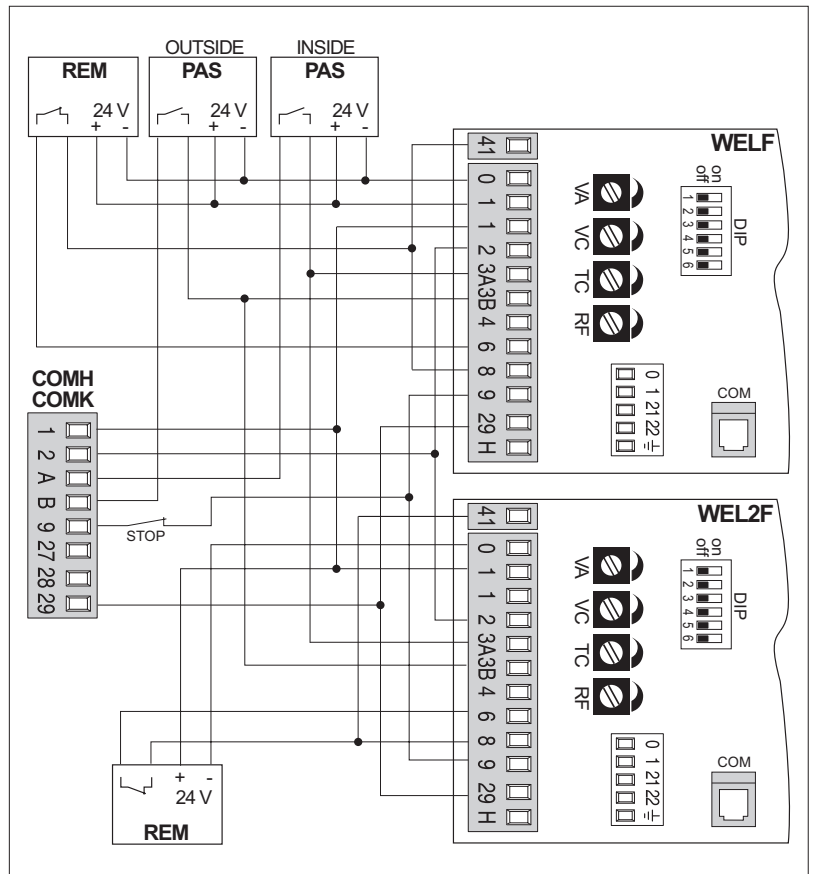 OUTSIDE INSIDE
REM PAS PAS
24 V 24 V 24 V
+ - + - + -
WELF
41
0
1
1
2
3A
3B
4
6
8
9
29
H
VA
VC
TC
RF
on
off
1
2
3
4
5
6
DIP
0
1
21
22
COM
COMH
COMK
1
2
A
B
9
27
28
29
STOP
WEL2F
41
0
1
1
2
3A
3B
4
6
8
9
29
H
VA
VC
TC
RF
on
off
1
2
3
4
5
6
DIP
0
1
21
22
COM
+ -
24 V
REM